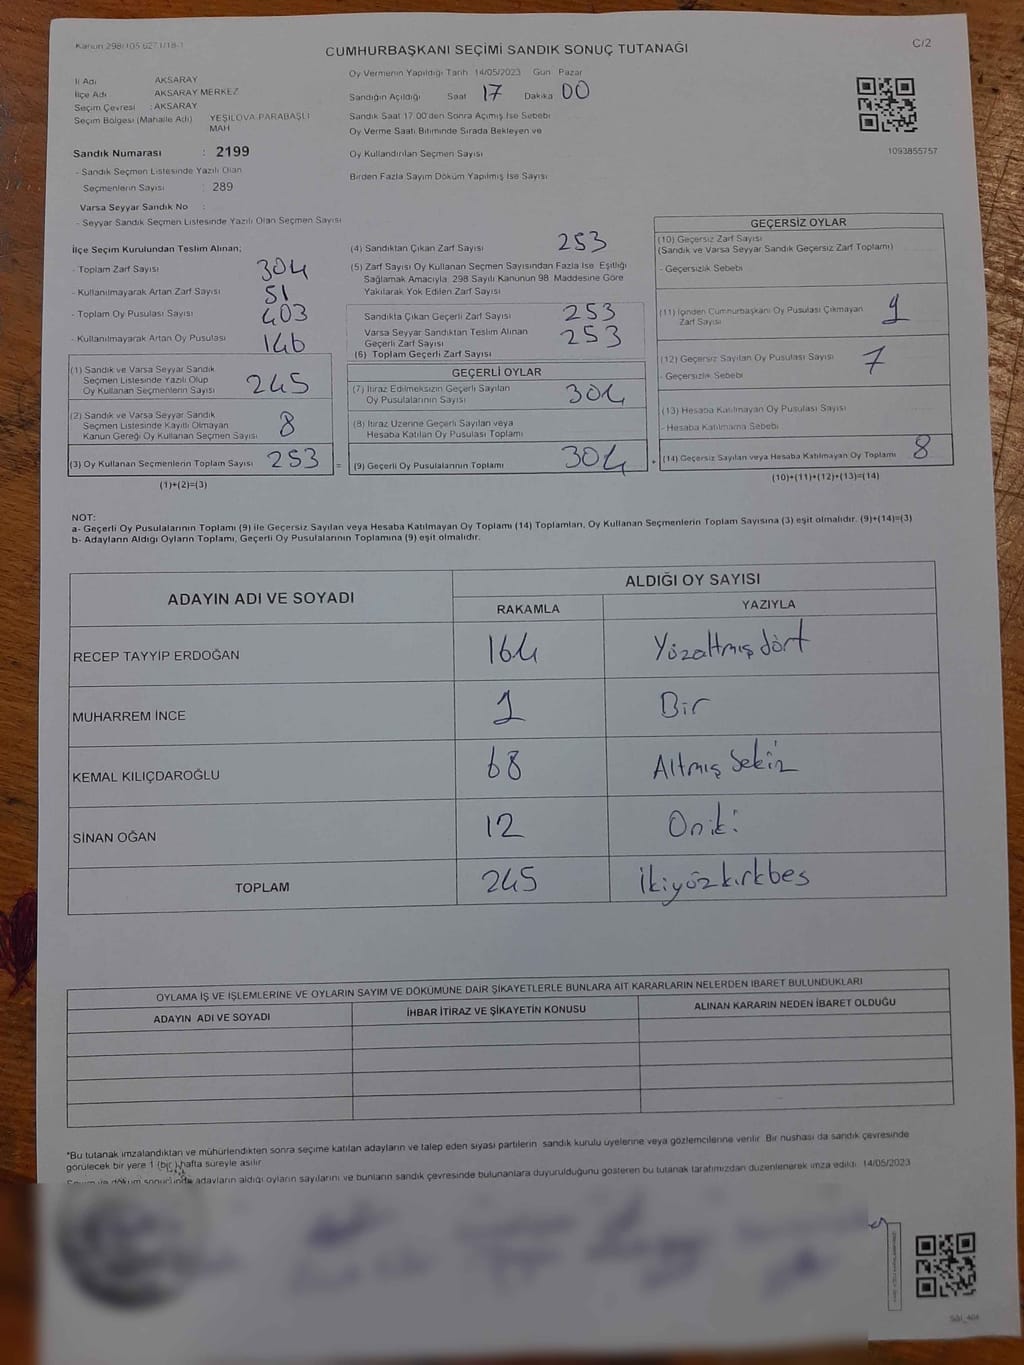 Kanun 298/105 6271/18-1
C/2
CUMHURBAŞKANI SEÇİMİ SANDIK SONUÇ TUTANAĞI
İl Adı AKSARAY
İlçe Adı AKSARAY MERKEZ
Seçim Çevresi : AKSARAY
Seçim Bölgesi (Mahalle Adı) YEŞİLOVA PARABAŞLI MAH
Sandık Numarası : 2199
- Sandık Seçmen Listesinde Yazılı Olan
Seçmenlerin Sayısı : 289
Varsa Seyyar Sandık No :
- Seyyar Sandık Seçmen Listesinde Yazılı Olan Seçmen Sayısı
Oy Vermenin Yapıldığı Tarih 14/05/2023 Gün Pazar
Sandığın Açıldığı Saat 17 Dakika 00
Sandık Saat 17.00'den Sonra Açılmış İse Sebebi
Oy Verme Saati Bitiminde Sırada Bekleyen ve
Oy Kullandırılan Seçmen Sayısı
Birden Fazla Sayım Döküm Yapılmış İse Sayısı
1093855757
İlçe Seçim Kurulundan Teslim Alınan;
- Toplam Zarf Sayısı 304
- Kullanılmayarak Artan Zarf Sayısı 51
- Toplam Oy Pusulası Sayısı 403
- Kullanılmayarak Artan Oy Pusulası 146
(1) Sandık ve Varsa Seyyar Sandık
Seçmen Listesinde Yazılı Olup
Oy Kullanan Seçmenlerin Sayısı 245
(2) Sandık ve Varsa Seyyar Sandık
Seçmen Listesinde Kayıtlı Olmayan
Kanun Gereği Oy Kullanan Seçmen Sayısı 8
(3) Oy Kullanan Seçmenlerin Toplam Sayısı 253 =
(1)+(2)=(3)
(4) Sandıktan Çıkan Zarf Sayısı 253
(5) Zarf Sayısı Oy Kullanan Seçmen Sayısından Fazla İse Eşitliği
Sağlamak Amacıyla, 298 Sayılı Kanunun 98. Maddesine Göre
Yakılarak Yok Edilen Zarf Sayısı
Sandıkta Çıkan Geçerli Zarf Sayısı 253
Varsa Seyyar Sandıktan Teslim Alınan
Geçerli Zarf Sayısı 253
(6) Toplam Geçerli Zarf Sayısı
GEÇERLİ OYLAR
(7) İtiraz Edilmeksizin Geçerli Sayılan
Oy Pusulalarının Sayısı 304
(8) İtiraz Üzerine Geçerli Sayılan veya
Hesaba Katılan Oy Pusulası Toplamı
(9) Geçerli Oy Pusulalarının Toplamı 304 +
GEÇERSİZ OYLAR
(10) Geçersiz Zarf Sayısı
(Sandık ve Varsa Seyyar Sandık Geçersiz Zarf Toplamı)
- Geçersizlik Sebebi
(11) İçinden Cumhurbaşkanı Oy Pusulası Çıkmayan
Zarf Sayısı 1
(12) Geçersiz Sayılan Oy Pusulası Sayısı 7
- Geçersizlik Sebebi
(13) Hesaba Katılmayan Oy Pusulası Sayısı
- Hesaba Katılmama Sebebi
(14) Geçersiz Sayılan veya Hesaba Katılmayan Oy Toplamı 8
(10)+(11)+(12)+(13)=(14)
NOT:
a- Geçerli Oy Pusulalarının Toplamı (9) ile Geçersiz Sayılan veya Hesaba Katılmayan Oy Toplamı (14) Toplamları, Oy Kullanan Seçmenlerin Toplam Sayısına (3) eşit olmalıdır. (9)+(14)=(3)
b- Adayların Aldığı Oyların Toplamı, Geçerli Oy Pusulalarının Toplamına (9) eşit olmalıdır.
ADAYIN ADI VE SOYADI
ALDIĞI OY SAYISI
RAKAMLA YAZIYLA
RECEP TAYYİP ERDOĞAN 164 Yüzaltmışdört
MUHARREM İNCE 1 Bir
KEMAL KILIÇDAROĞLU 68 Altmış Sekiz
SİNAN OĞAN 12 Oniki
TOPLAM 245 İkiyüzkırkbeş
OYLAMA İŞ VE İŞLEMLERİNE VE OYLARIN SAYIM VE DÖKÜMÜNE DAİR ŞİKAYETLERLE BUNLARA AİT KARARLARIN NELERDEN İBARET BULUNDUKLARI
ADAYIN ADI VE SOYADI İHBAR İTİRAZ VE ŞİKAYETİN KONUSU ALINAN KARARIN NEDEN İBARET OLDUĞU
*Bu tutanak imzalandıktan ve mühürlendikten sonra seçime katılan adayların ve talep eden siyasi partilerin sandık kurulu üyelerine veya gözlemcilerine verilir. Bir nüshası da sandık çevresinde
görülecek bir yere 1 (bir) hafta süreyle asılır.
Sayım ve döküm sonucunda adayların aldığı oyların sayılarını ve bunların sandık çevresinde bulunanlara duyurulduğunu gösteren bu tutanak tarafımızdan düzenlenerek imza edildi. 14/05/2023